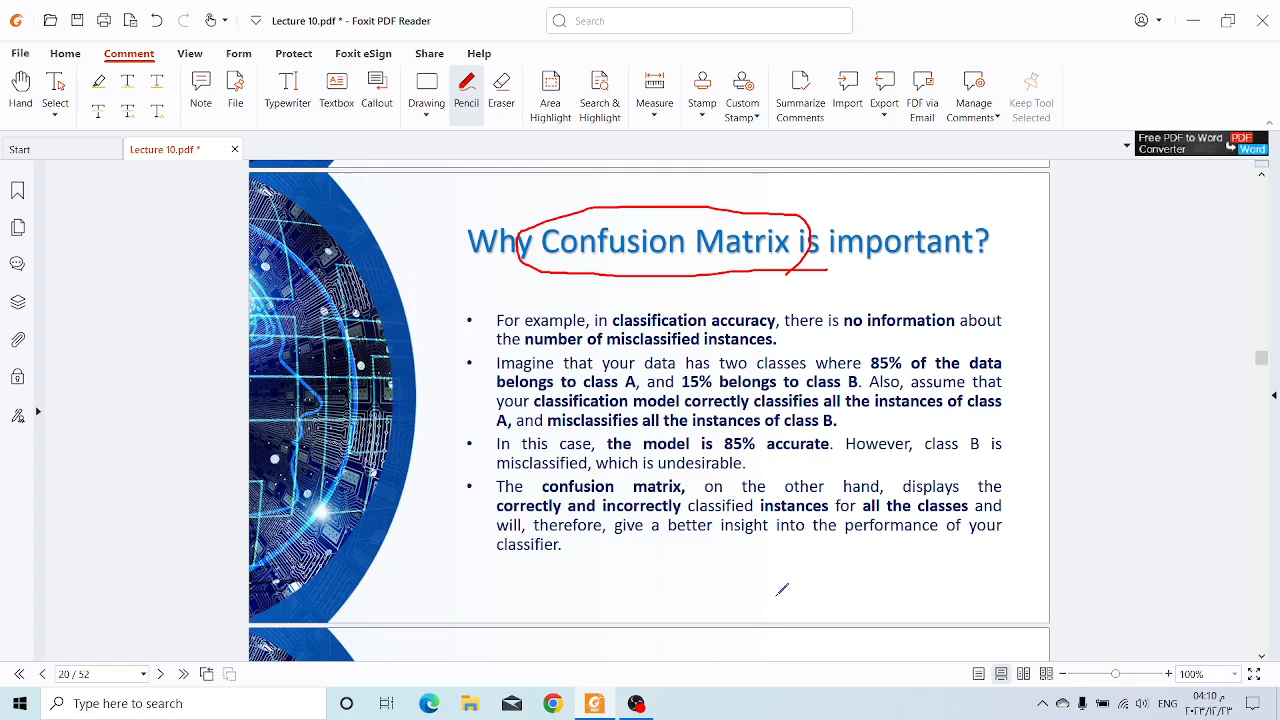 Lecture 10.pdf * - Foxit PDF Reader
Search
File Home Comment View Form Protect Foxit eSign Share Help
Hand Select Note File Typewriter Textbox Callout Drawing Pencil Eraser Area Highlight Search & Highlight Measure Stamp Custom Stamp Summarize Comments Import Export FDF via Email Manage Comments Keep Tool Selected
Start
Lecture 10.pdf *
Free PDF to Word Converter
PDF
Word
Why Confusion Matrix is important?
• For example, in classification accuracy, there is no information about
the number of misclassified instances.
• Imagine that your data has two classes where 85% of the data
belongs to class A, and 15% belongs to class B. Also, assume that
your classification model correctly classifies all the instances of class
A, and misclassifies all the instances of class B.
• In this case, the model is 85% accurate. However, class B is
misclassified, which is undesirable.
• The confusion matrix, on the other hand, displays the
correctly and incorrectly classified instances for all the classes and
will, therefore, give a better insight into the performance of your
classifier.
20 / 52
100%
Type here to search
04:10